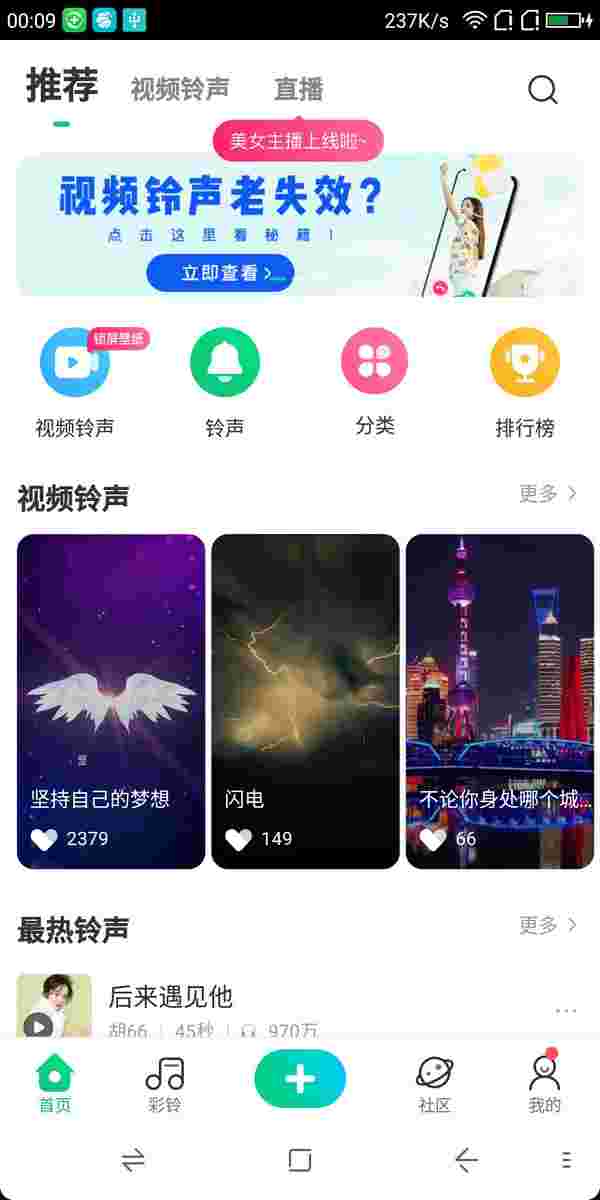 00:09
237K/s
推荐
视频铃声
直播
美女主播上线啦~
视频铃声老失效?
点击这里看秘籍!
立即查看 >
锁屏壁纸
视频铃声
铃声
分类
排行榜
视频铃声
更多
坚持自己的梦想
2379
闪电
149
不论你身处哪个城...
66
最热铃声
更多
后来遇见他
胡66 | 45秒 | 970万
首页
彩铃
社区
我的